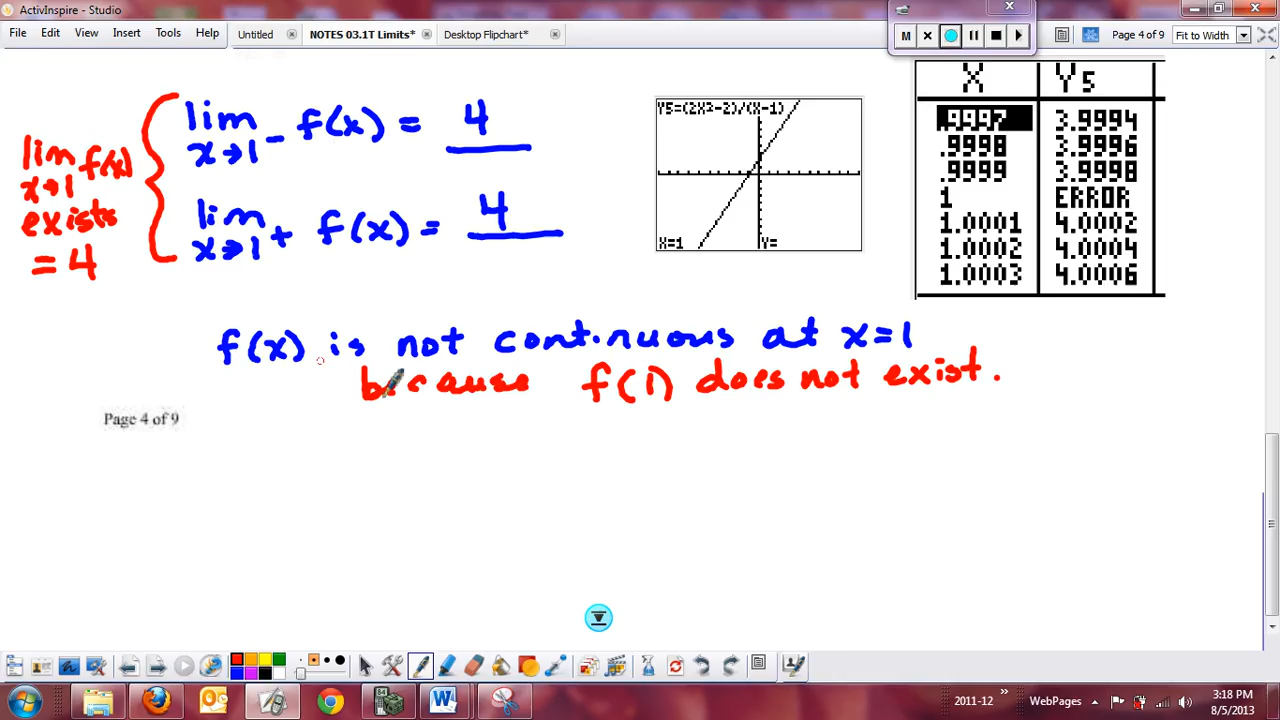 ActivInspire - Studio
File Edit View Insert Tools Help Untitled NOTES 03.1T Limits* Desktop Flipchart* Page 4 of 9 Fit to Width
M
lim x→1⁻ f(x) = 4
lim x→1 f(x) exists = 4
lim x→1⁺ f(x) = 4
Y5=(2X²-2)/(X-1)
X=1 Y=
X Y5
.9997 3.9994
.9998 3.9996
.9999 3.9998
1 ERROR
1.0001 4.0002
1.0002 4.0004
1.0003 4.0006
f(x) is not continuous at x=1
because f(1) does not exist.
Page 4 of 9
2011-12 » WebPages 3:18 PM
8/5/2013